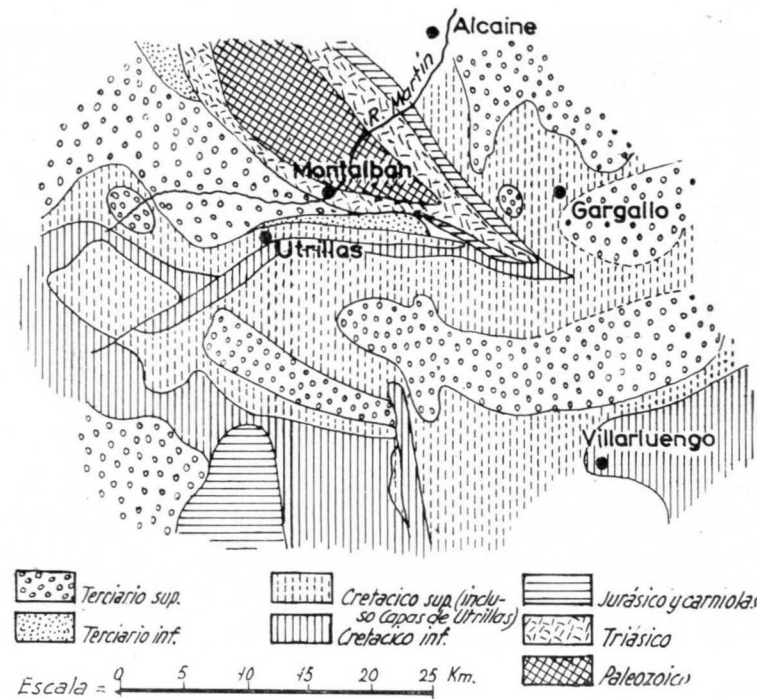 Alcaine
R. Martín
Montalbán
Gargallo
Utrillas
Villarluengo
Terciario sup.
Terciario inf.
Cretacico sup. (inclu-
so Capas de Utrillas)
Cretacico inf.
Jurásico y carniolas
Triásico
Paleozoico
Escala = 0 5 10 15 20 25 Km.